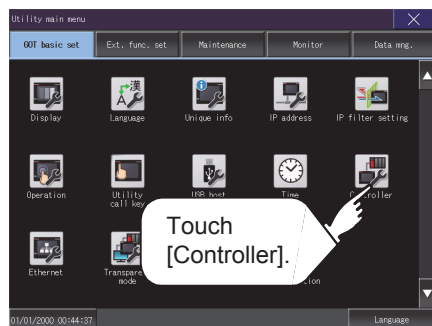 Utility main menu
GOT basic set Ext. func. set Maintenance Monitor Data mng.
Display Language Unique info IP address IP filter setting
Operation Utility call key USB host Time Controller
Touch
[Controller].
Ethernet mode
01/01/2000 00:44:37 Language